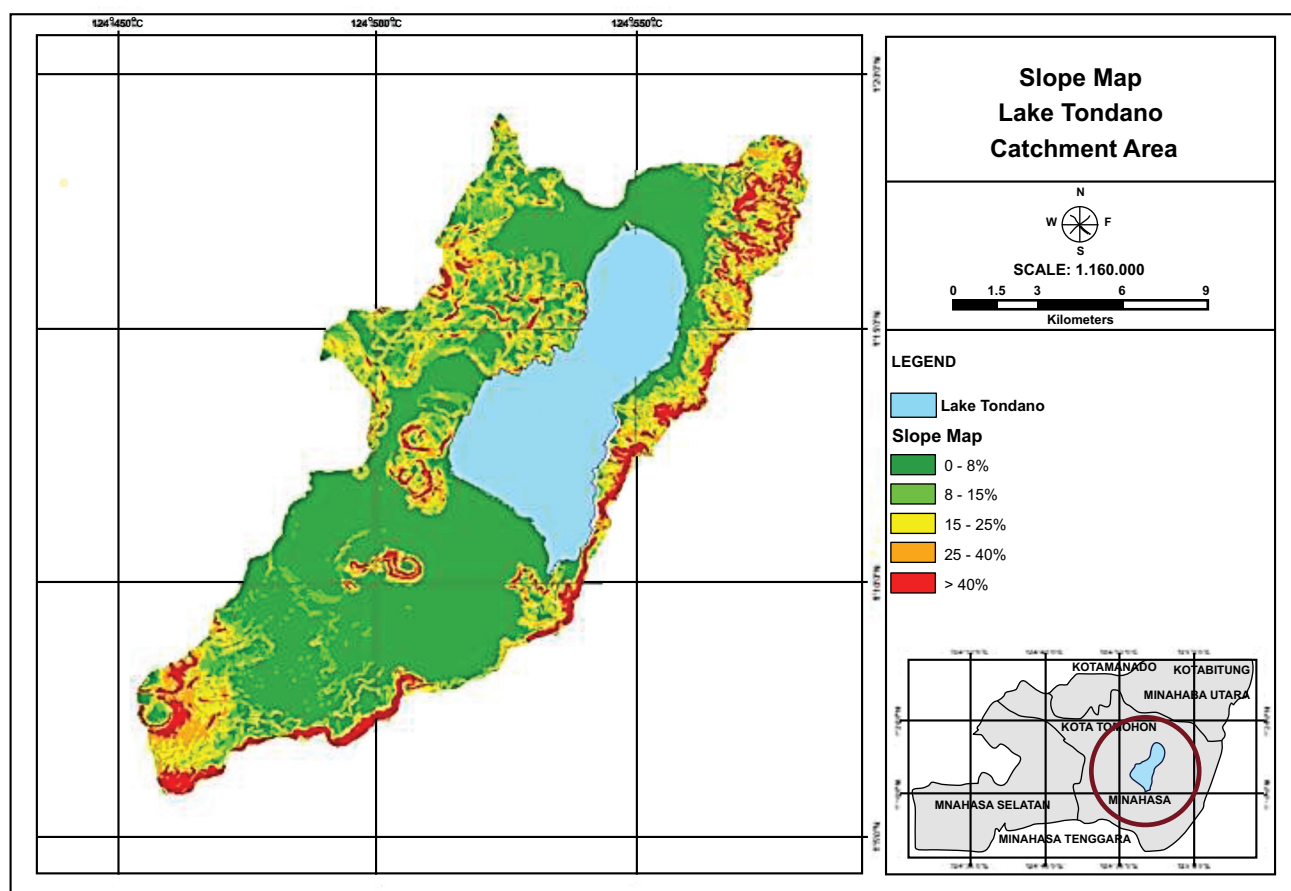 Slope Map
Lake Tondano
Catchment Area
N
W F
S
SCALE: 1.160.000
0 1.5 3 6 9
Kilometers
LEGEND
Lake Tondano
Slope Map
0 - 8%
8 - 15%
15 - 25%
25 - 40%
> 40%
KOTAMANADO KOTABITUNG
MINAHABA UTARA
KOTA TOMOHON
MNAHASA SELATAN
MINAHASA
MINAHASA TENGGARA